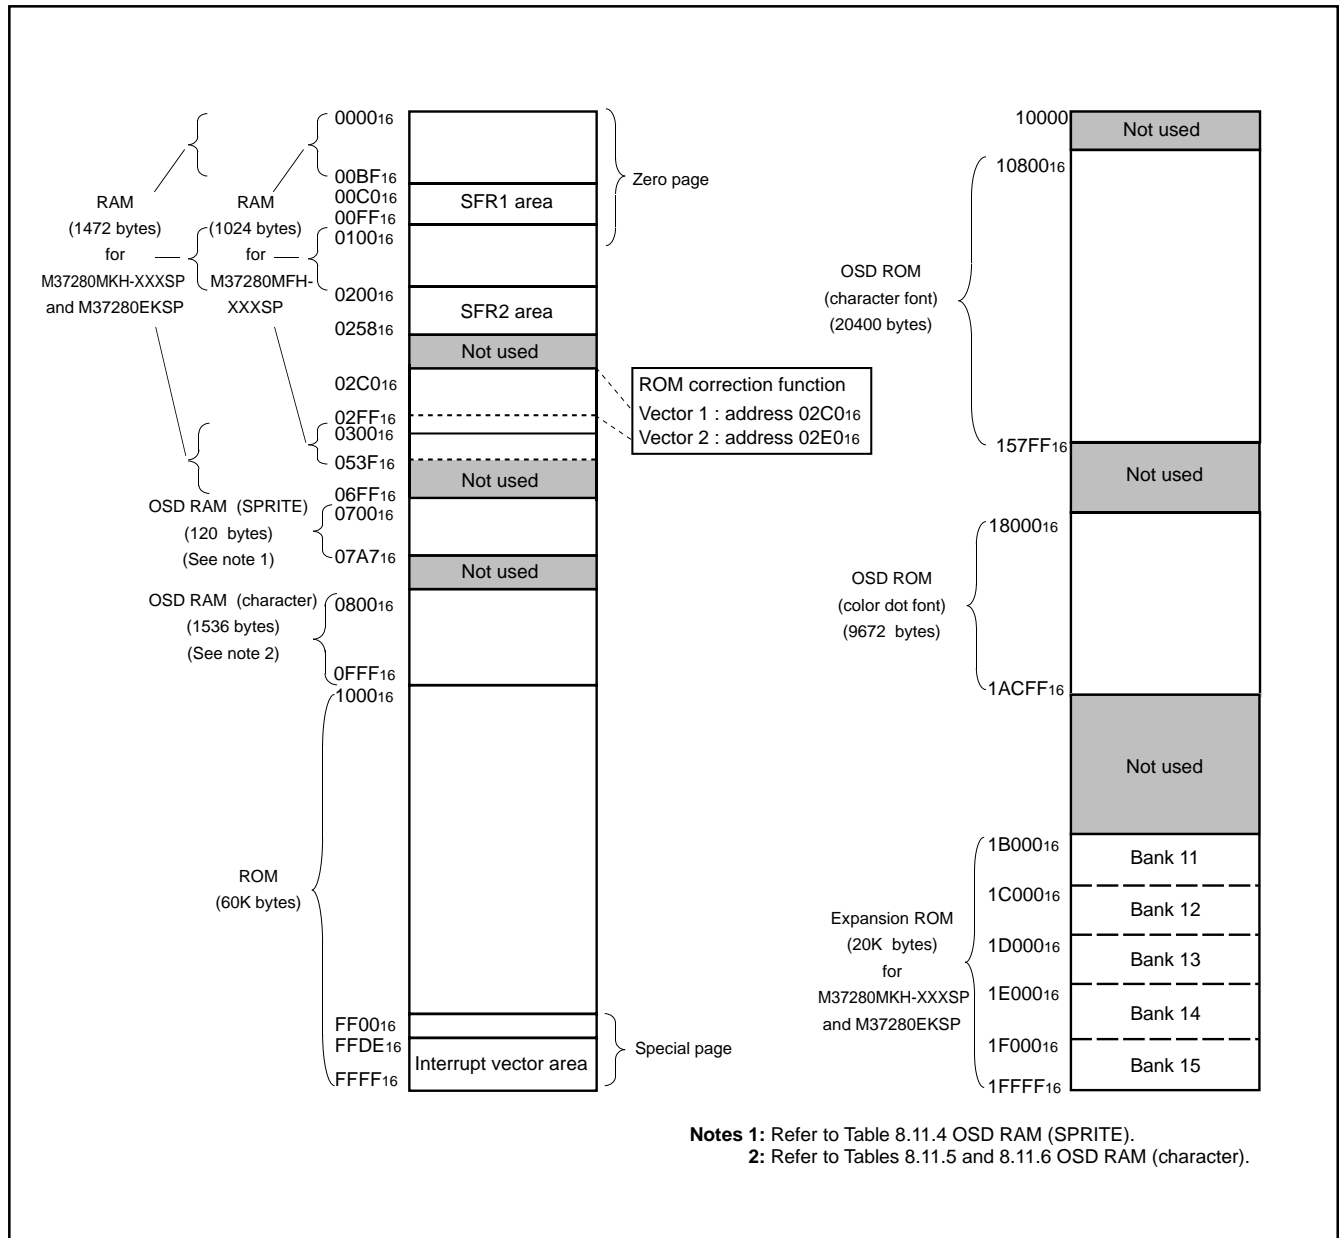 RAM
(1472 bytes)
for
M37280MKH-XXXSP
and M37280EKSP
RAM
(1024 bytes)
for
M37280MFH-
XXXSP
OSD RAM (SPRITE)
(120 bytes)
(See note 1)
OSD RAM (character)
(1536 bytes)
(See note 2)
ROM
(60K bytes)
000016
00BF16
00C016
00FF16
010016
020016
025816
02C016
02FF16
030016
053F16
06FF16
070016
07A716
080016
0FFF16
100016
FF0016
FFDE16
FFFF16
SFR1 area
SFR2 area
Not used
Not used
Not used
Interrupt vector area
Zero page
ROM correction function
Vector 1 : address 02C016
Vector 2 : address 02E016
Special page
OSD ROM
(character font)
(20400 bytes)
OSD ROM
(color dot font)
(9672 bytes)
Expansion ROM
(20K bytes)
for
M37280MKH-XXXSP
and M37280EKSP
10000
1080016
157FF16
1800016
1ACFF16
1B00016
1C00016
1D00016
1E00016
1F00016
1FFFF16
Not used
Not used
Not used
Bank 11
Bank 12
Bank 13
Bank 14
Bank 15
Notes 1: Refer to Table 8.11.4 OSD RAM (SPRITE).
2: Refer to Tables 8.11.5 and 8.11.6 OSD RAM (character).